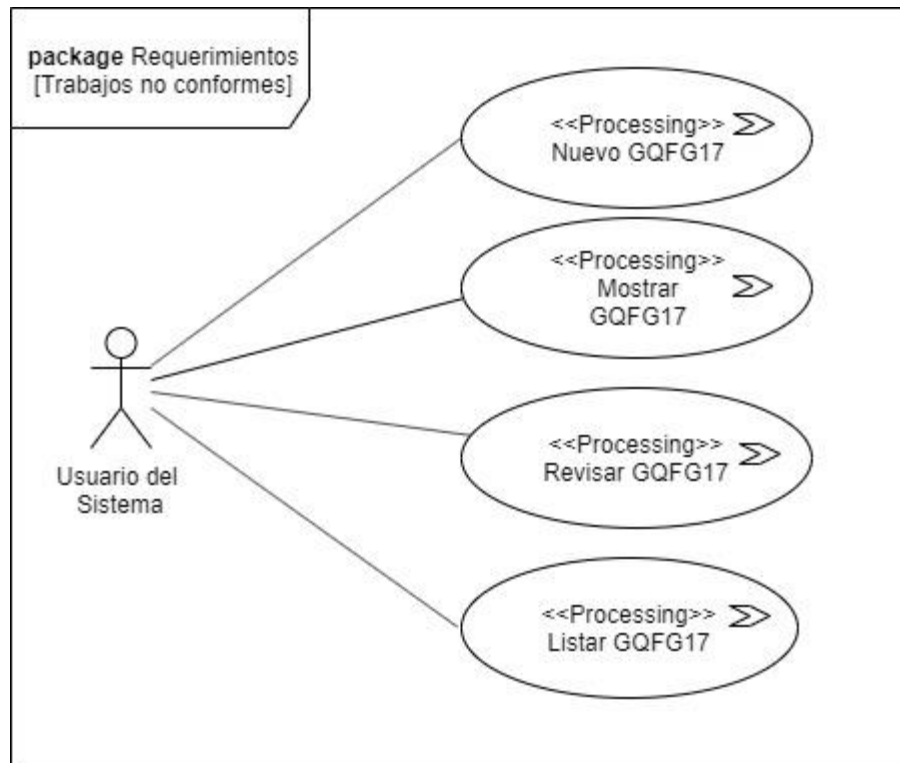 package Requerimientos
[Trabajos no conformes]
<<Processing>>
Nuevo GQFG17
<<Processing>>
Mostrar
GQFG17
<<Processing>>
Revisar GQFG17
<<Processing>>
Listar GQFG17
Usuario del
Sistema